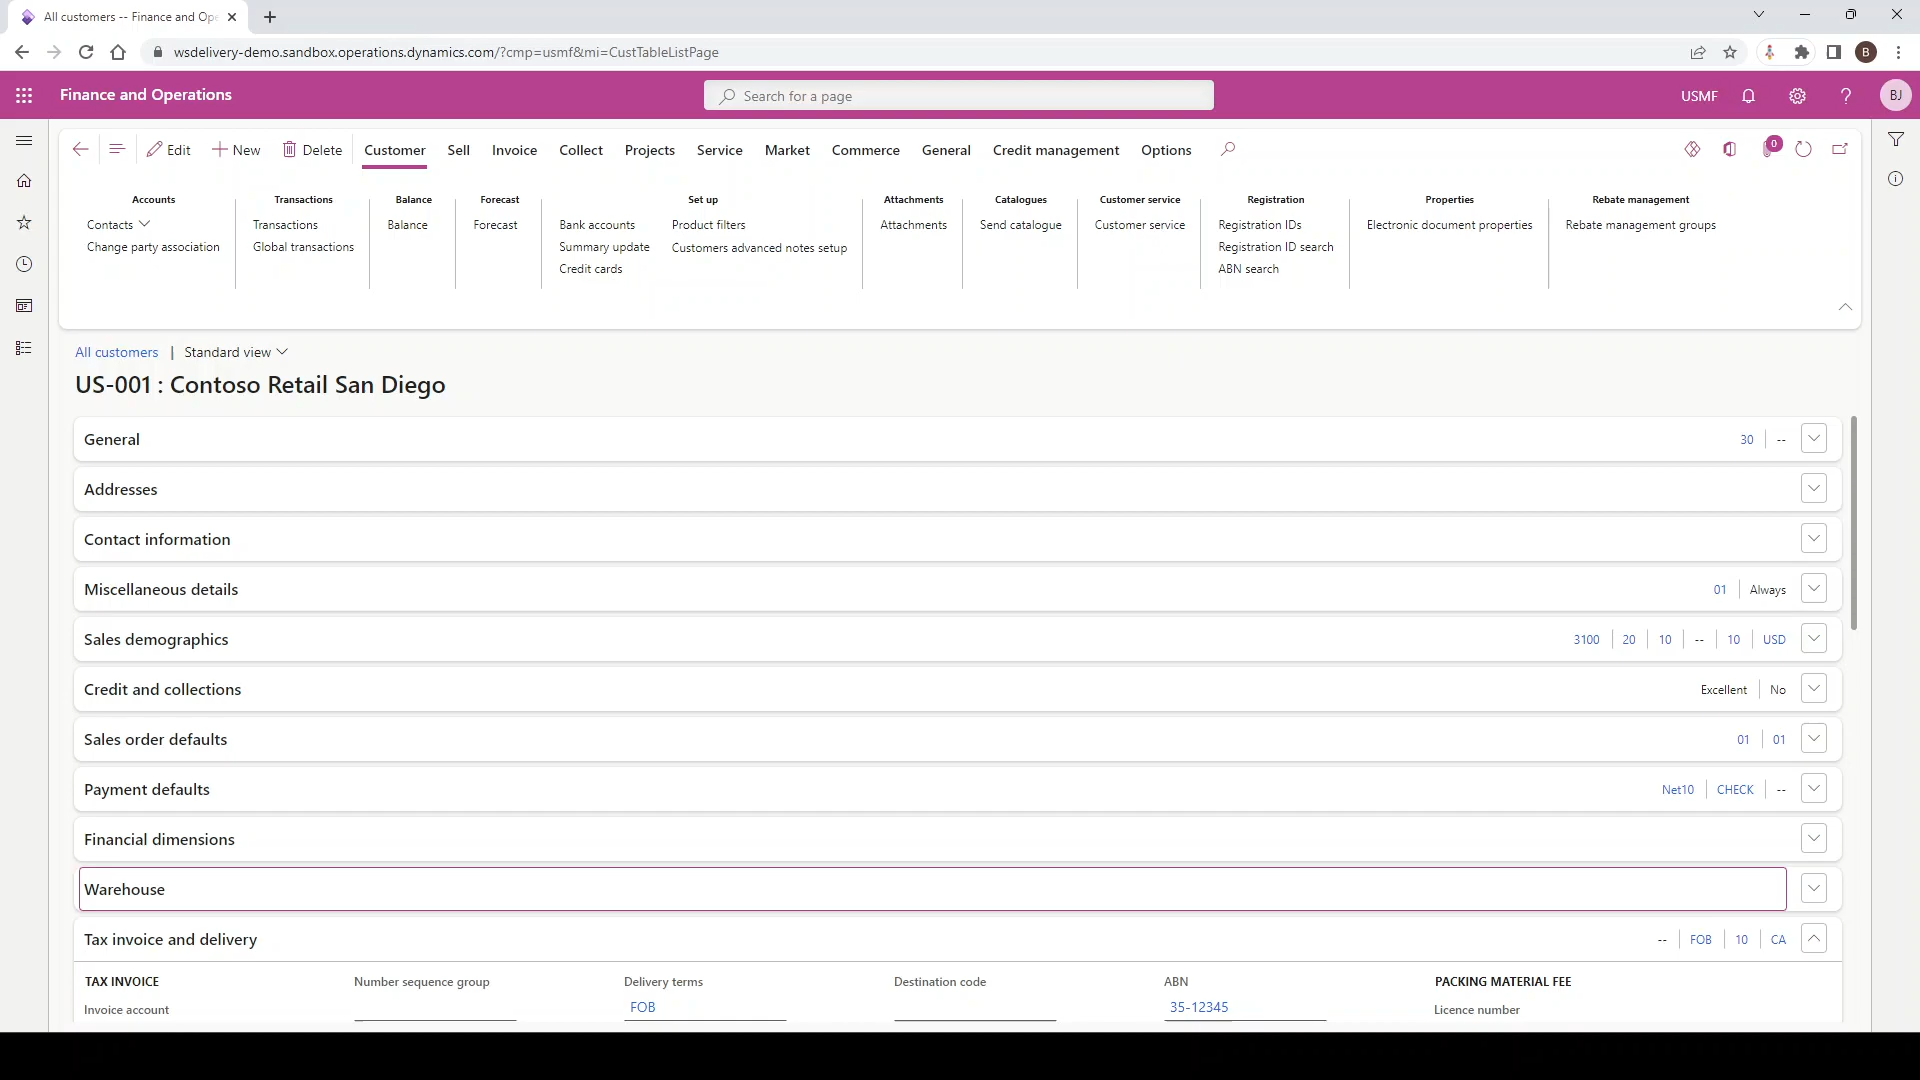 All customers -- Finance and Ope
wsdelivery-demo.sandbox.operations.dynamics.com/?cmp=usmf&mi=CustTableListPage
B
Finance and Operations
Search for a page
USMF
?
BJ
Edit
New
Delete
Customer
Sell
Invoice
Collect
Projects
Service
Market
Commerce
General
Credit management
Options
0
Accounts
Contacts
Change party association
Transactions
Transactions
Global transactions
Balance
Balance
Forecast
Forecast
Set up
Bank accounts
Summary update
Credit cards
Product filters
Customers advanced notes setup
Attachments
Attachments
Catalogues
Send catalogue
Customer service
Customer service
Registration
Registration IDs
Registration ID search
ABN search
Properties
Electronic document properties
Rebate management
Rebate management groups
All customers | Standard view
US-001 : Contoso Retail San Diego
General 30 --
Addresses
Contact information
Miscellaneous details 01 Always
Sales demographics 3100 20 10 -- 10 USD
Credit and collections Excellent No
Sales order defaults 01 01
Payment defaults Net10 CHECK --
Financial dimensions
Warehouse
Tax invoice and delivery -- FOB 10 CA
TAX INVOICE
Invoice account
Number sequence group
Delivery terms
FOB
Destination code
ABN
35-12345
PACKING MATERIAL FEE
Licence number